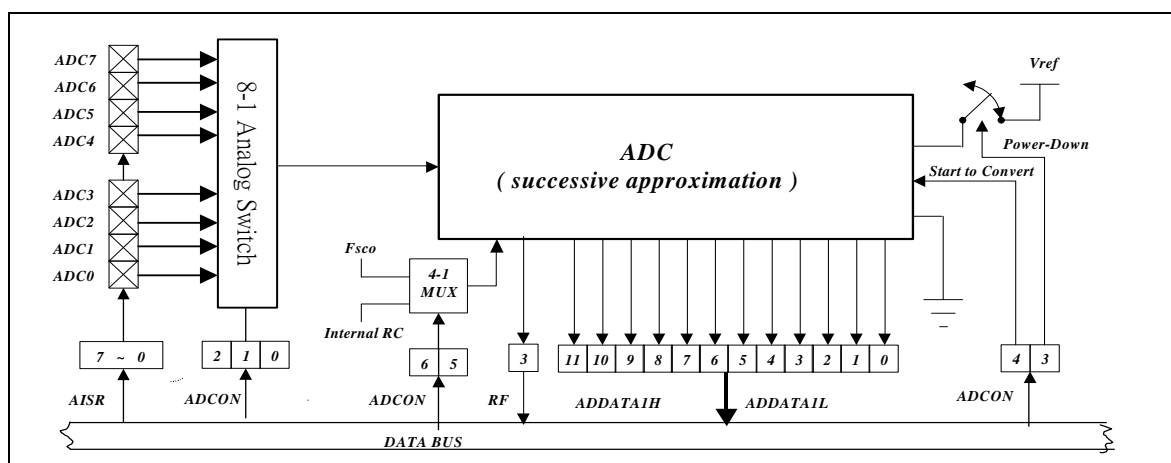 ADC7
ADC6
ADC5
ADC4
ADC3
ADC2
ADC1
ADC0
8-1 Analog Switch
ADC
( successive approximation )
Vref
Power-Down
Start to Convert
Fsco
4-1
MUX
Internal RC
7 ~ 0
2 1 0
6 5
3
11 10 9 8 7 6 5 4 3 2 1 0
4 3
AISR
ADCON
ADCON
RF
ADDATA1H
ADDATA1L
ADCON
DATA BUS